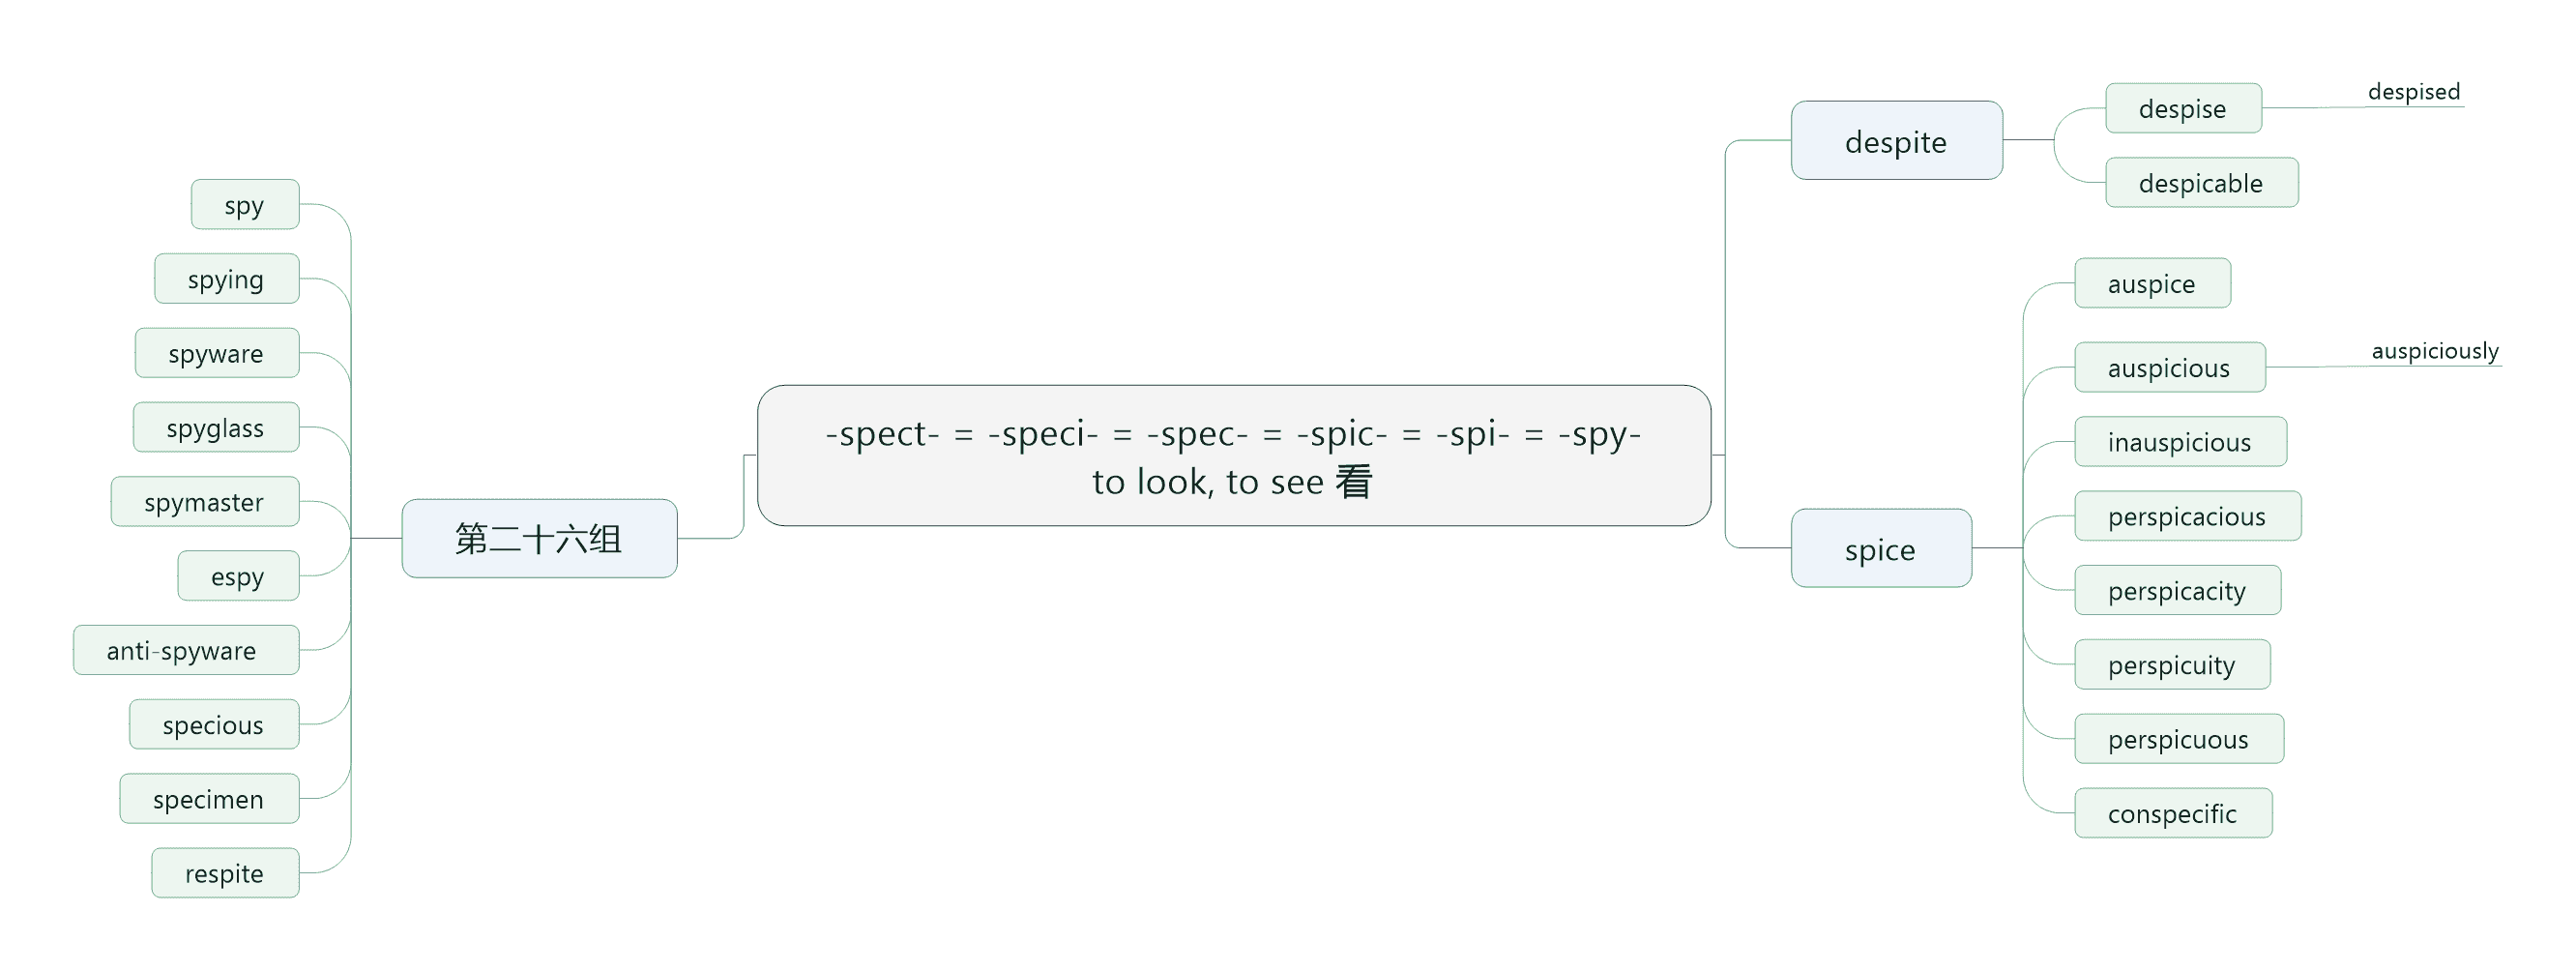 -spect- = -speci- = -spec- = -spic- = -spi- = -spy-
to look, to see 看
despite
despise
despised
despicable
spice
auspice
auspicious
auspiciously
inauspicious
perspicacious
perspicacity
perspicuity
perspicuous
conspecific
第二十六组
spy
spying
spyware
spyglass
spymaster
espy
anti-spyware
specious
specimen
respite